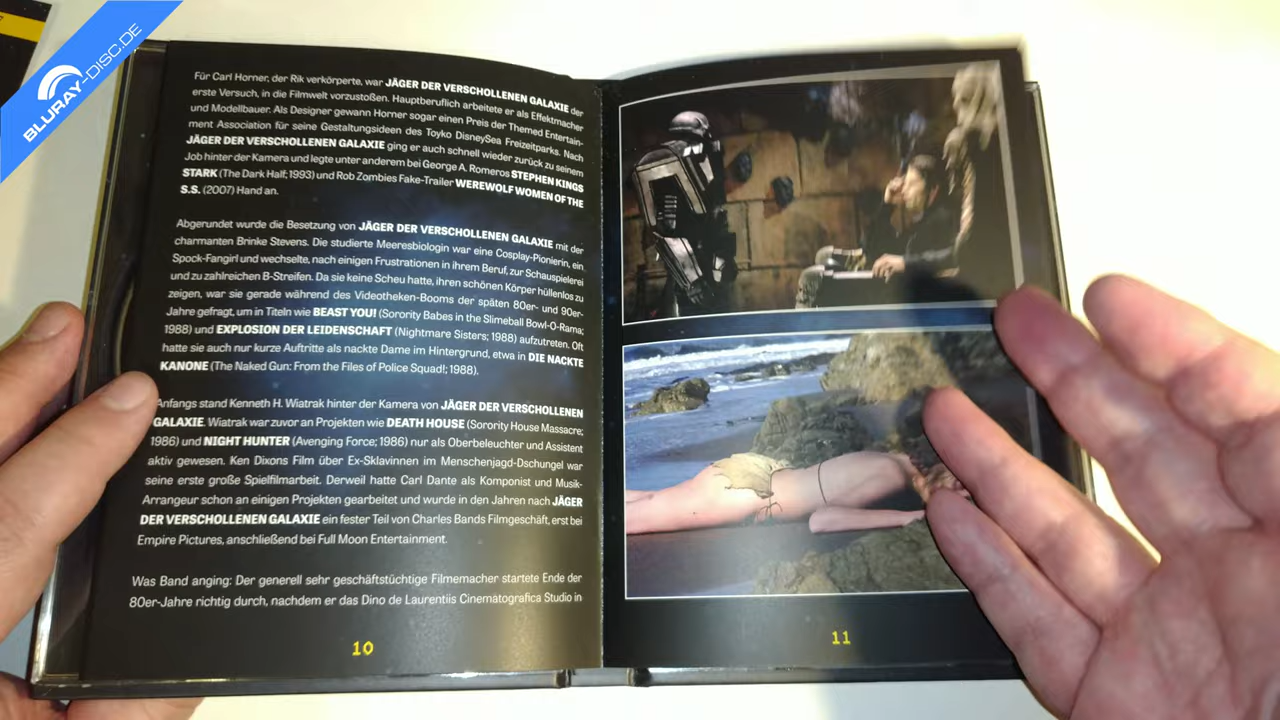 BLURAY-DISC.DE
Für Carl Horner, der Rik verkörperte, war JÄGER DER VERSCHOLLENEN GALAXIE der
erste Versuch, in die Filmwelt vorzustoßen. Hauptberuflich arbeitete er als Effektmacher
und Modellbauer. Als Designer gewann Horner sogar einen Preis der Themed Entertain-
ment Association für seine Gestaltungsideen des Toyko DisneySea Freizeitparks. Nach
JÄGER DER VERSCHOLLENEN GALAXIE ging er auch schnell wieder zurück zu seinem
Job hinter der Kamera und legte unter anderem bei George A. Romeros STEPHEN KINGS
STARK (The Dark Half; 1993) und Rob Zombies Fake-Trailer WEREWOLF WOMEN OF THE
S.S. (2007) Hand an.
Abgerundet wurde die Besetzung von JÄGER DER VERSCHOLLENEN GALAXIE mit der
charmanten Brinke Stevens. Die studierte Meeresbiologin war eine Cosplay-Pionierin, ein
Spock-Fangirl und wechselte, nach einigen Frustrationen in ihrem Beruf, zur Schauspielerei
und zu zahlreichen B-Streifen. Da sie keine Scheu hatte, ihren schönen Körper hüllenlos zu
zeigen, war sie gerade während des Videotheken-Booms der späten 80er- und 90er-
Jahre gefragt, um in Titeln wie BEAST YOU! (Sorority Babes in the Slimeball Bowl-O-Rama;
1988) und EXPLOSION DER LEIDENSCHAFT (Nightmare Sisters; 1988) aufzutreten. Oft
hatte sie auch nur kurze Auftritte als nackte Dame im Hintergrund, etwa in DIE NACKTE
KANONE (The Naked Gun: From the Files of Police Squad!; 1988).
Anfangs stand Kenneth H. Wiatrak hinter der Kamera von JÄGER DER VERSCHOLLENEN
GALAXIE. Wiatrak war zuvor an Projekten wie DEATH HOUSE (Sorority House Massacre;
1986) und NIGHT HUNTER (Avenging Force; 1986) nur als Oberbeleuchter und Assistent
aktiv gewesen. Ken Dixons Film über Ex-Sklavinnen im Menschenjagd-Dschungel war
seine erste große Spielfilmarbeit. Derweil hatte Carl Dante als Komponist und Musik-
Arrangeur schon an einigen Projekten gearbeitet und wurde in den Jahren nach JÄGER
DER VERSCHOLLENEN GALAXIE ein fester Teil von Charles Bands Filmgeschäft, erst bei
Empire Pictures, anschließend bei Full Moon Entertainment.
Was Band anging: Der generell sehr geschäftstüchtige Filmemacher startete Ende der
80er-Jahre richtig durch, nachdem er das Dino de Laurentiis Cinematografica Studio in
10
11